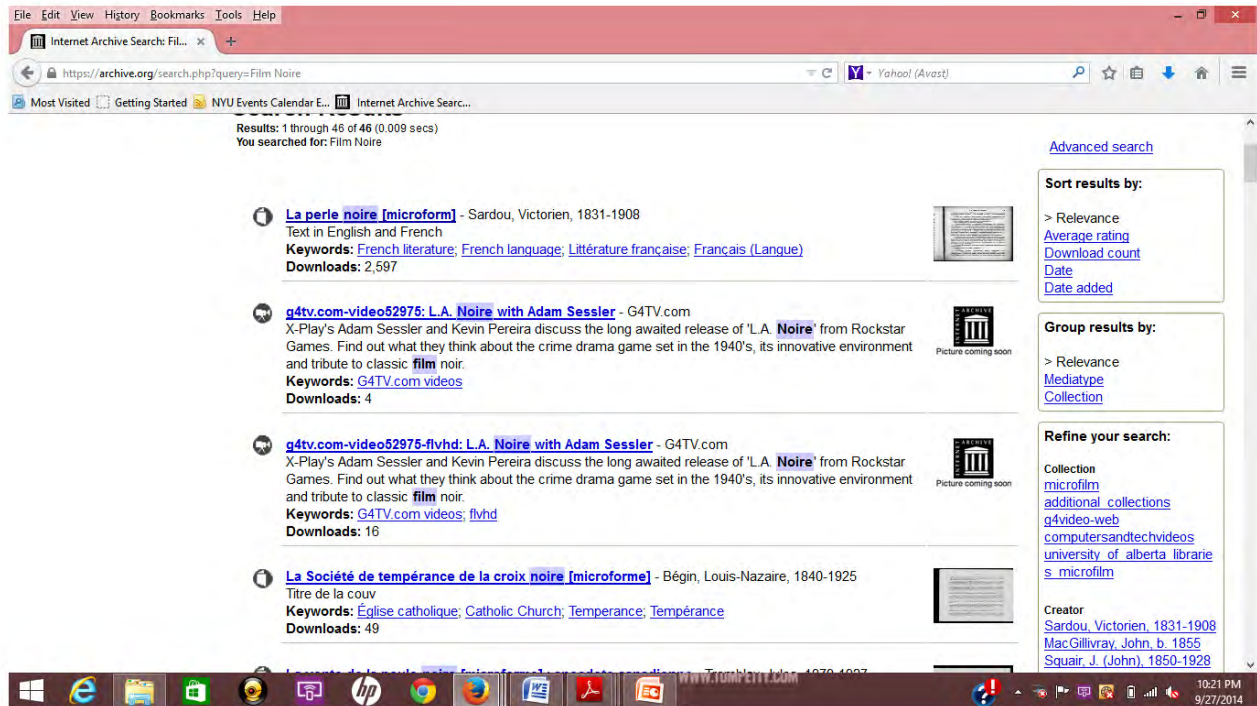 File Edit View History Bookmarks Tools Help
Internet Archive Search: Fil... × +
https://archive.org/search.php?query=Film Noire
Y! - Yahoo! (Avast)
Most Visited Getting Started NYU Events Calendar E... Internet Archive Searc...
Search Results
Results: 1 through 46 of 46 (0.009 secs)
You searched for: Film Noire
La perle noire [microform] - Sardou, Victorien, 1831-1908
Text in English and French
Keywords: French literature; French language; Littérature française; Français (Langue)
Downloads: 2,597
g4tv.com-video52975: L.A. Noire with Adam Sessler - G4TV.com
X-Play's Adam Sessler and Kevin Pereira discuss the long awaited release of 'L.A. Noire' from Rockstar
Games. Find out what they think about the crime drama game set in the 1940's, its innovative environment
and tribute to classic film noir.
Keywords: G4TV.com videos
Downloads: 4
INTERNET ARCHIVE
Picture coming soon
g4tv.com-video52975-flvhd: L.A. Noire with Adam Sessler - G4TV.com
X-Play's Adam Sessler and Kevin Pereira discuss the long awaited release of 'L.A. Noire' from Rockstar
Games. Find out what they think about the crime drama game set in the 1940's, its innovative environment
and tribute to classic film noir.
Keywords: G4TV.com videos; flvhd
Downloads: 16
INTERNET ARCHIVE
Picture coming soon
La Société de tempérance de la croix noire [microforme] - Bégin, Louis-Nazaire, 1840-1925
Titre de la couv
Keywords: Église catholique; Catholic Church; Temperance; Tempérance
Downloads: 49
Advanced search
Sort results by:
> Relevance
Average rating
Download count
Date
Date added
Group results by:
> Relevance
Mediatype
Collection
Refine your search:
Collection
microfilm
additional_collections
g4video-web
computersandtechvideos
university_of_alberta_librarie
s_microfilm
Creator
Sardou, Victorien, 1831-1908
MacGillivray, John, b. 1855
Squair, J. (John), 1850-1928
hp
WWW.TOMPETTY.COM
10:21 PM
9/27/2014